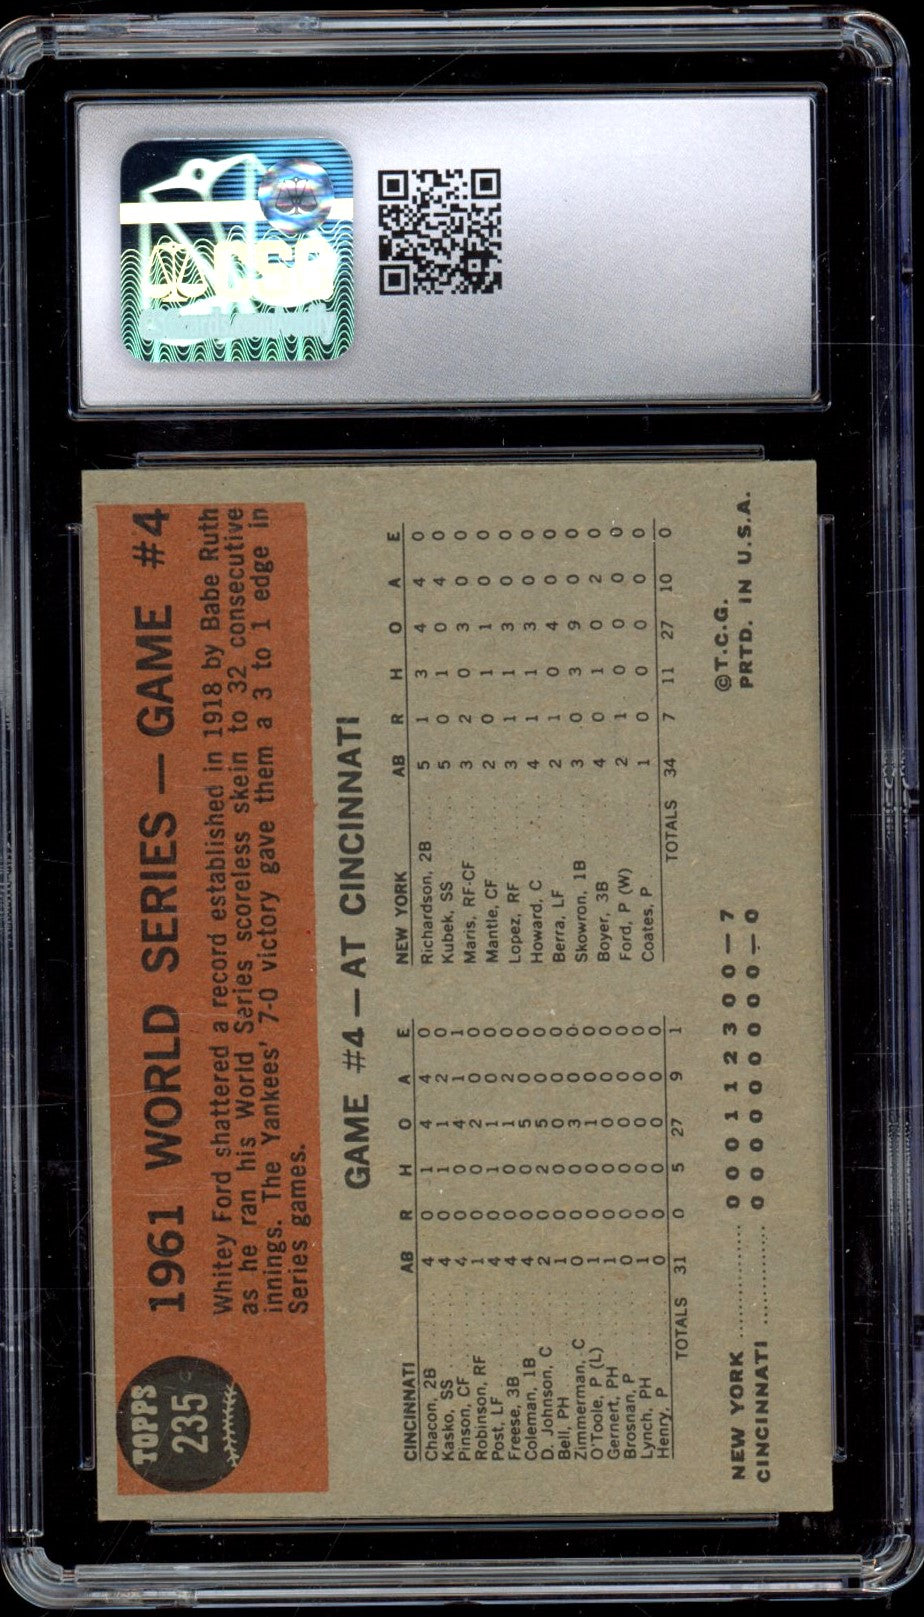 CSG
TOPPS
235
1961 WORLD SERIES — GAME #4
Whitey Ford shattered a record established in 1918 by Babe Ruth
as he ran his World Series scoreless skein to 32 consecutive
innings. The Yankees' 7-0 victory gave them a 3 to 1 edge in
Series games.
GAME #4 — AT CINCINNATI
CINCINNATI AB R H O A E
Chacon, 2B 4 0 1 4 4 0
Kasko, SS 4 0 1 1 2 0
Pinson, CF 4 0 0 4 1 1
Robinson, RF 1 0 0 2 0 0
Post, LF 4 0 1 1 0 0
Freese, 3B 4 0 0 1 2 0
Coleman, 1B 4 0 0 5 0 0
D. Johnson, C 2 0 2 5 0 0
Bell, PH 1 0 0 0 0 0
Zimmerman, C 0 0 0 3 0 0
O'Toole, P (L) 1 0 0 1 0 0
Gernert, PH 1 0 0 0 0 0
Brosnan, P 0 0 0 0 0 0
Lynch, PH 1 0 0 0 0 0
Henry, P 0 0 0 0 0 0
TOTALS 31 0 5 27 9 1
NEW YORK AB R H O A E
Richardson, 2B 5 1 3 4 4 0
Kubek, SS 5 0 1 0 4 0
Maris, RF-CF 3 2 0 3 0 0
Mantle, CF 2 0 1 1 0 0
Lopez, RF 3 1 1 3 0 0
Howard, C 4 1 1 3 0 0
Berra, LF 2 1 0 4 0 0
Skowron, 1B 3 0 3 9 0 0
Boyer, 3B 4 0 1 0 2 0
Ford, P (W) 2 1 0 0 0 0
Coates, P 1 0 0 0 0 0
TOTALS 34 7 11 27 10 0
NEW YORK 0 0 0 1 1 2 3 0 0 — 7
CINCINNATI 0 0 0 0 0 0 0 0 0 — 0
©T.C.G.
PRTD. IN U.S.A.